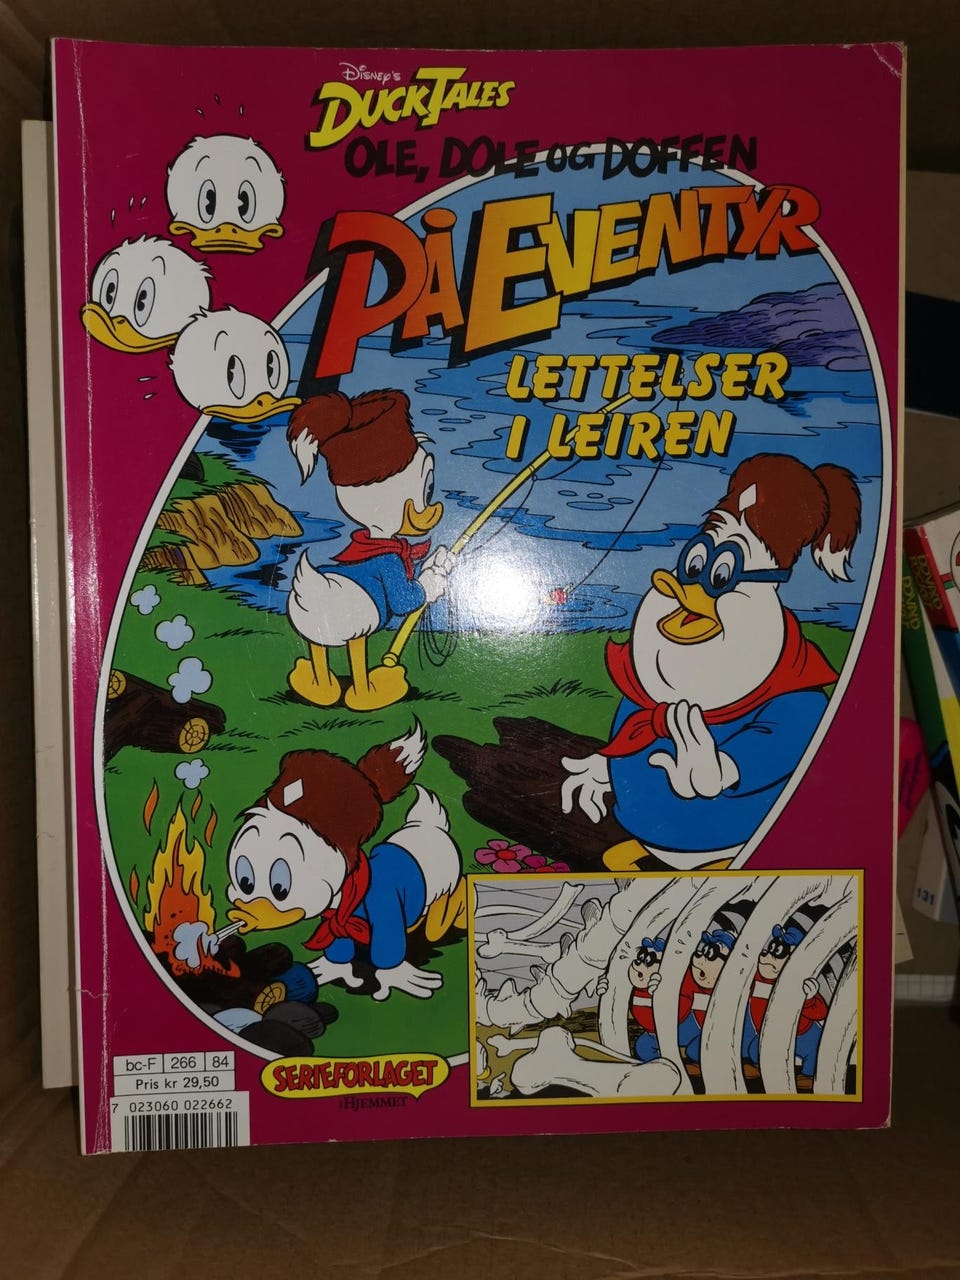 DISNEY'S
DUCKTALES
OLE, DOLE OG DOFFEN
PÅ EVENTYR
LETTELSER
I LEIREN
bc-F 266 84
Pris kr 29,50
7 023060 022662
SERIEFORLAGET
HJEMMET
131